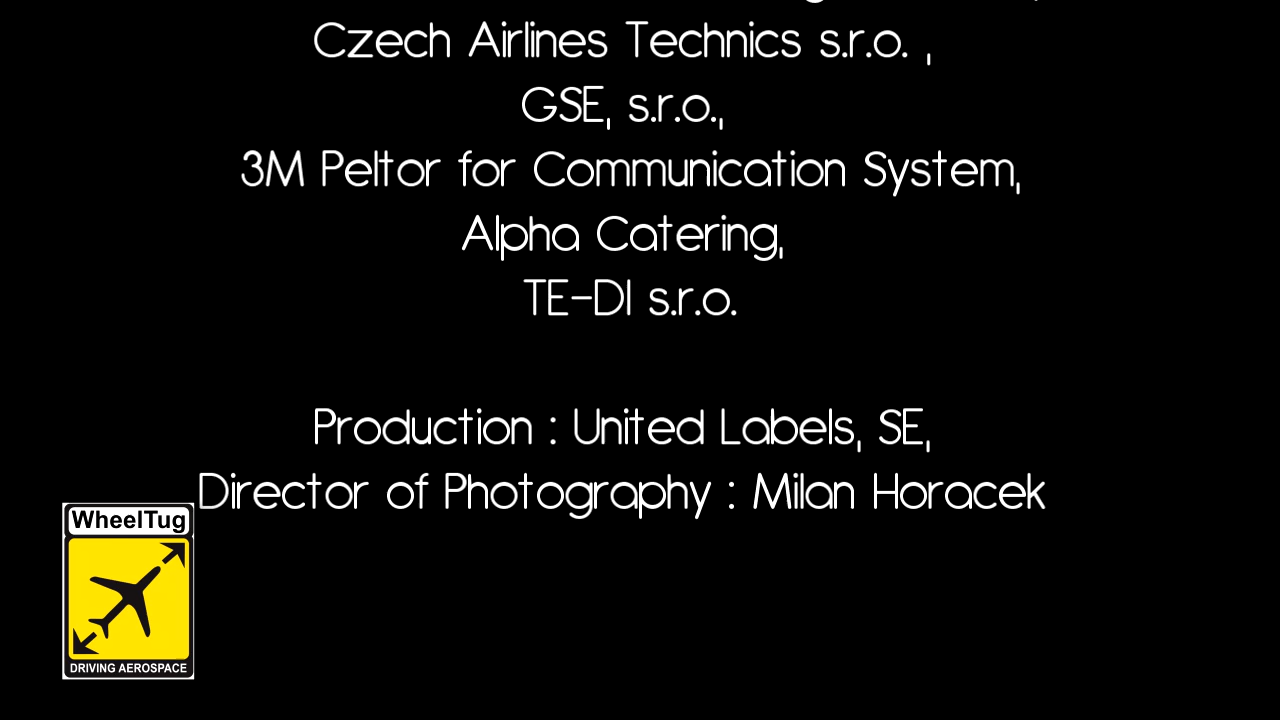 Czech Airlines Technics s.r.o. ,
GSE, s.r.o.,
3M Peltor for Communication System,
Alpha Catering,
TE-DI s.r.o.
Production : United Labels, SE,
Director of Photography : Milan Horacek
WheelTug
DRIVING AEROSPACE